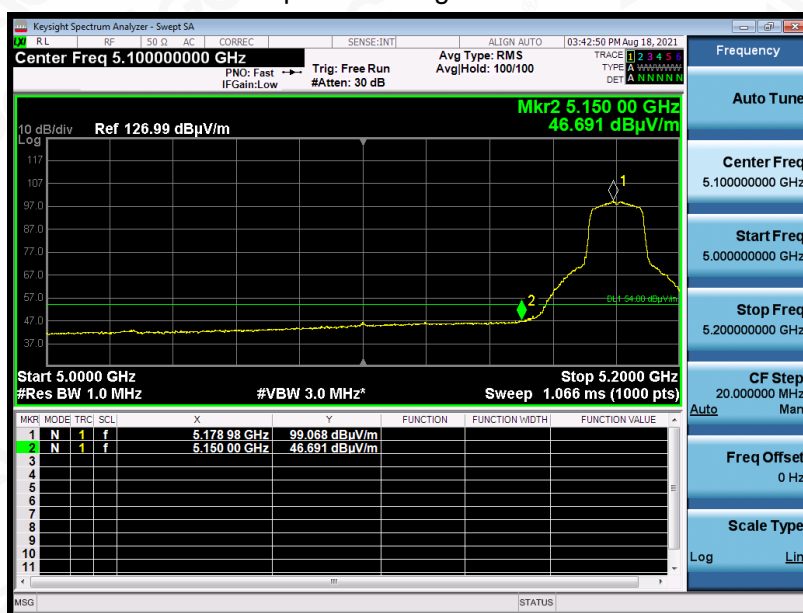 Keysight Spectrum Analyzer - Swept SA
LXI RL RF 50 Ω AC CORREC SENSE:INT ALIGN AUTO 03:42:50 PM Aug 18, 2021
Center Freq 5.100000000 GHz
PNO: Fast
IFGain:Low
Trig: Free Run
#Atten: 30 dB
Avg Type: RMS
Avg|Hold: 100/100
TRACE 1 2 3 4 5 6
TYPE A WWWWW
DET A N N N N N
Mkr2 5.150 00 GHz
46.691 dBµV/m
10 dB/div Ref 126.99 dBµV/m
Log
117
107
97.0
87.0
77.0
67.0
57.0
47.0
37.0
1
2
DL1 54.00 dBµV/m
Start 5.0000 GHz Stop 5.2000 GHz
#Res BW 1.0 MHz #VBW 3.0 MHz* Sweep 1.066 ms (1000 pts)
MKR MODE TRC SCL X Y FUNCTION FUNCTION WIDTH FUNCTION VALUE
1 N 1 f 5.178 98 GHz 99.068 dBµV/m
2 N 1 f 5.150 00 GHz 46.691 dBµV/m
3
4
5
6
7
8
9
10
11
MSG STATUS
Frequency
Auto Tune
Center Freq
5.100000000 GHz
Start Freq
5.000000000 GHz
Stop Freq
5.200000000 GHz
CF Step
20.000000 MHz
Auto Man
Freq Offset
0 Hz
Scale Type
Log Lin